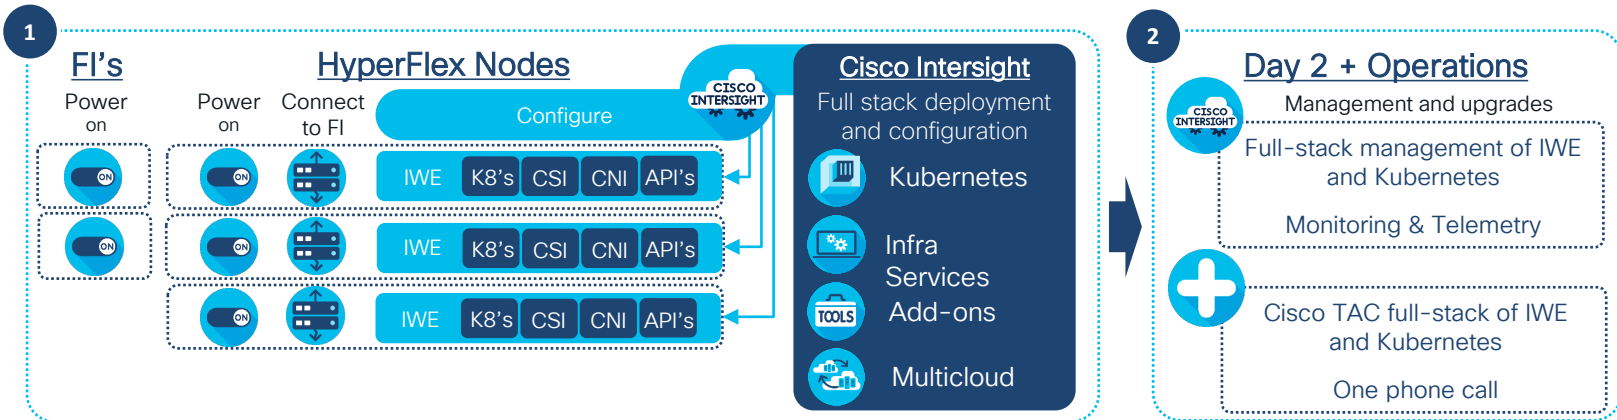 1
FI's
Power
on
ON
ON
HyperFlex Nodes
Power
on
Connect
to FI
Configure
CISCO
INTERSIGHT
ON
IWE K8's CSI CNI API's
ON
IWE K8's CSI CNI API's
ON
IWE K8's CSI CNI API's
Cisco Intersight
Full stack deployment
and configuration
Kubernetes
Infra
Services
TOOLS
Add-ons
Multicloud
2
Day 2 + Operations
Management and upgrades
CISCO
INTERSIGHT
Full-stack management of IWE
and Kubernetes
Monitoring & Telemetry
Cisco TAC full-stack of IWE
and Kubernetes
One phone call